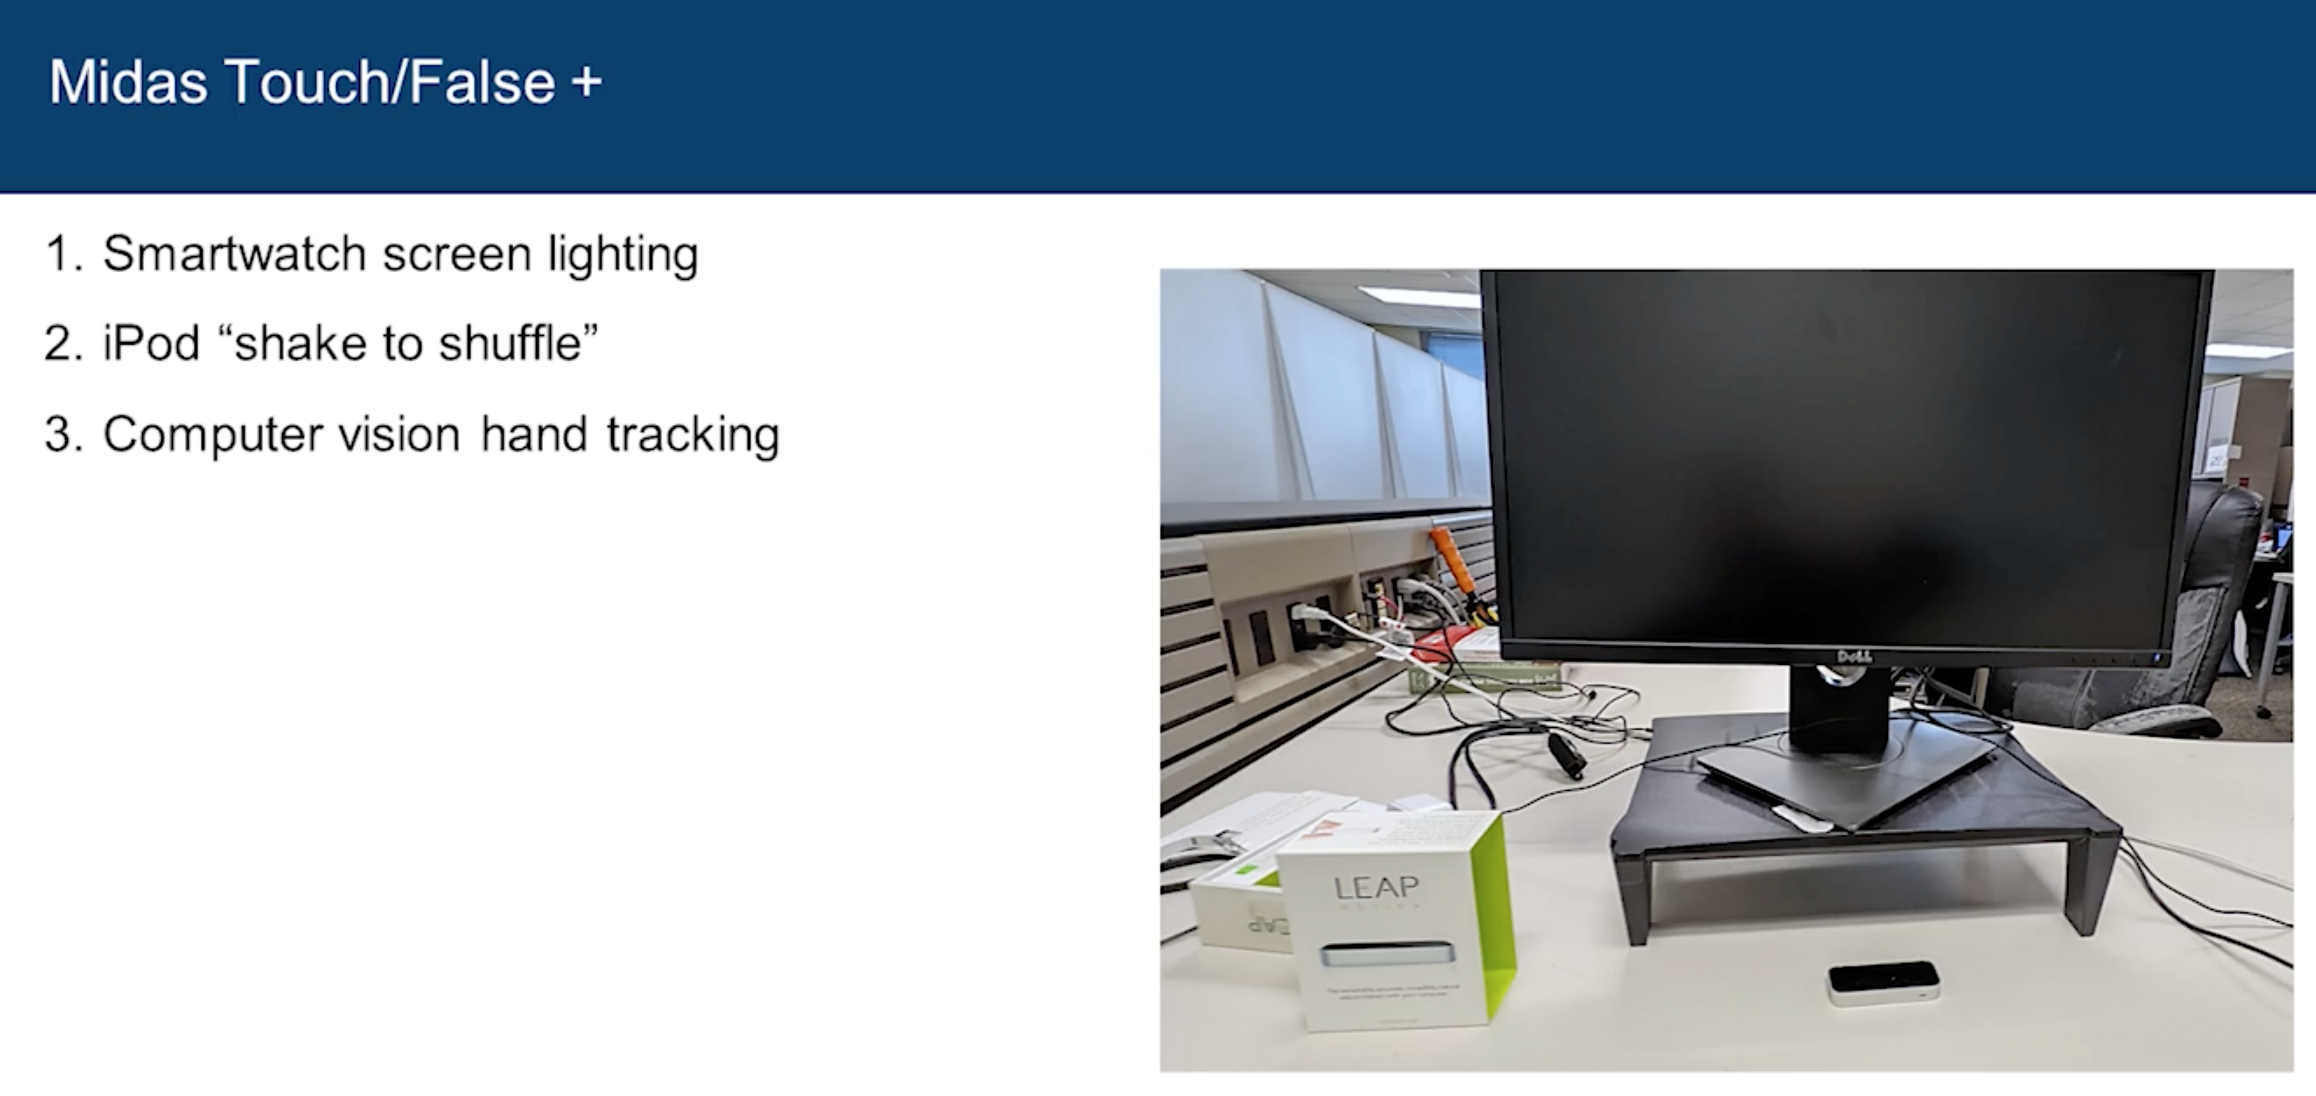 Midas Touch/False +
1. Smartwatch screen lighting
2. iPod “shake to shuffle”
3. Computer vision hand tracking
DELL
LEAP
MOTION